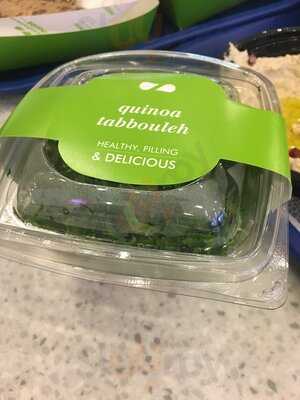 quinoa
tabbouleh
HEALTHY, FILLING
& DELICIOUS